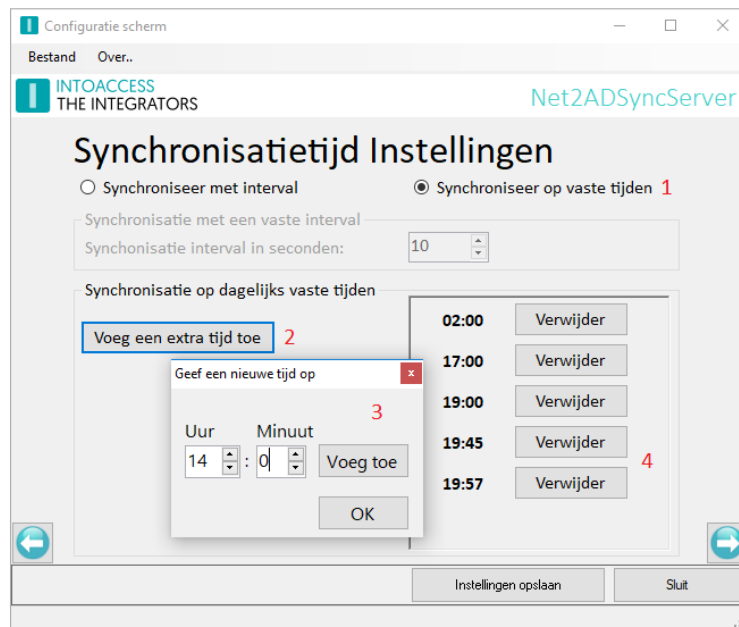 Configuratie scherm
Bestand Over..
INTOACCESS
THE INTEGRATORS
Net2ADSyncServer
Synchronisatietijd Instellingen
Synchroniseer met interval
Synchroniseer op vaste tijden 1
Synchronisatie met een vaste interval
Synchonisatie interval in seconden: 10
Synchronisatie op dagelijks vaste tijden
Voeg een extra tijd toe 2
Geef een nieuwe tijd op x
3
Uur Minuut
14 : 0 Voeg toe
OK
02:00 Verwijder
17:00 Verwijder
19:00 Verwijder
19:45 Verwijder
4
19:57 Verwijder
Instellingen opslaan Sluit